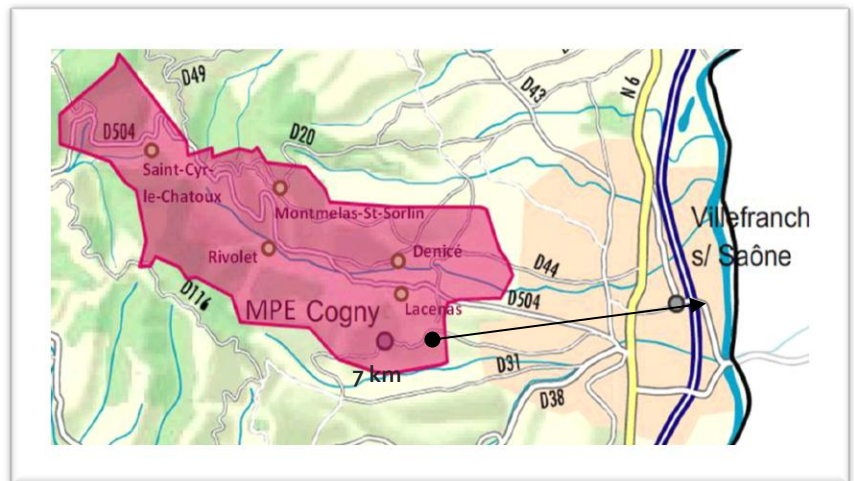 D49
D43
N 6
D504
D20
Saint-Cyr-
le-Chatoux
Montmelas-St-Sorlin
Villefranch
s/ Saône
Rivolet
Denicé
D44
D116
MPE Cogny
Lacenas
D504
7 km
D31
D38